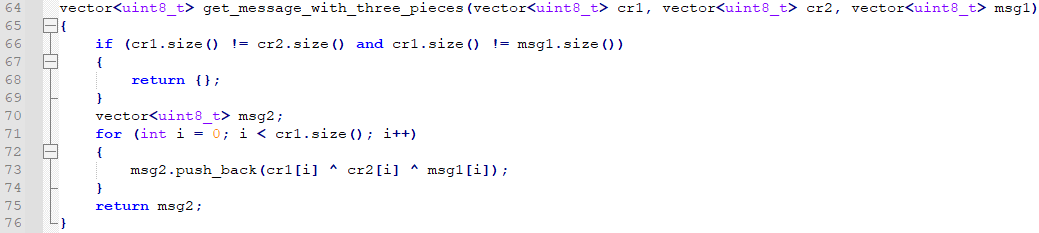 64 vector<uint8_t> get_message_with_three_pieces(vector<uint8_t> cr1, vector<uint8_t> cr2, vector<uint8_t> msg1)
65 {
66 if (cr1.size() != cr2.size() and cr1.size() != msg1.size())
67 {
68 return {};
69 }
70 vector<uint8_t> msg2;
71 for (int i = 0; i < cr1.size(); i++)
72 {
73 msg2.push_back(cr1[i] ^ cr2[i] ^ msg1[i]);
74 }
75 return msg2;
76 }